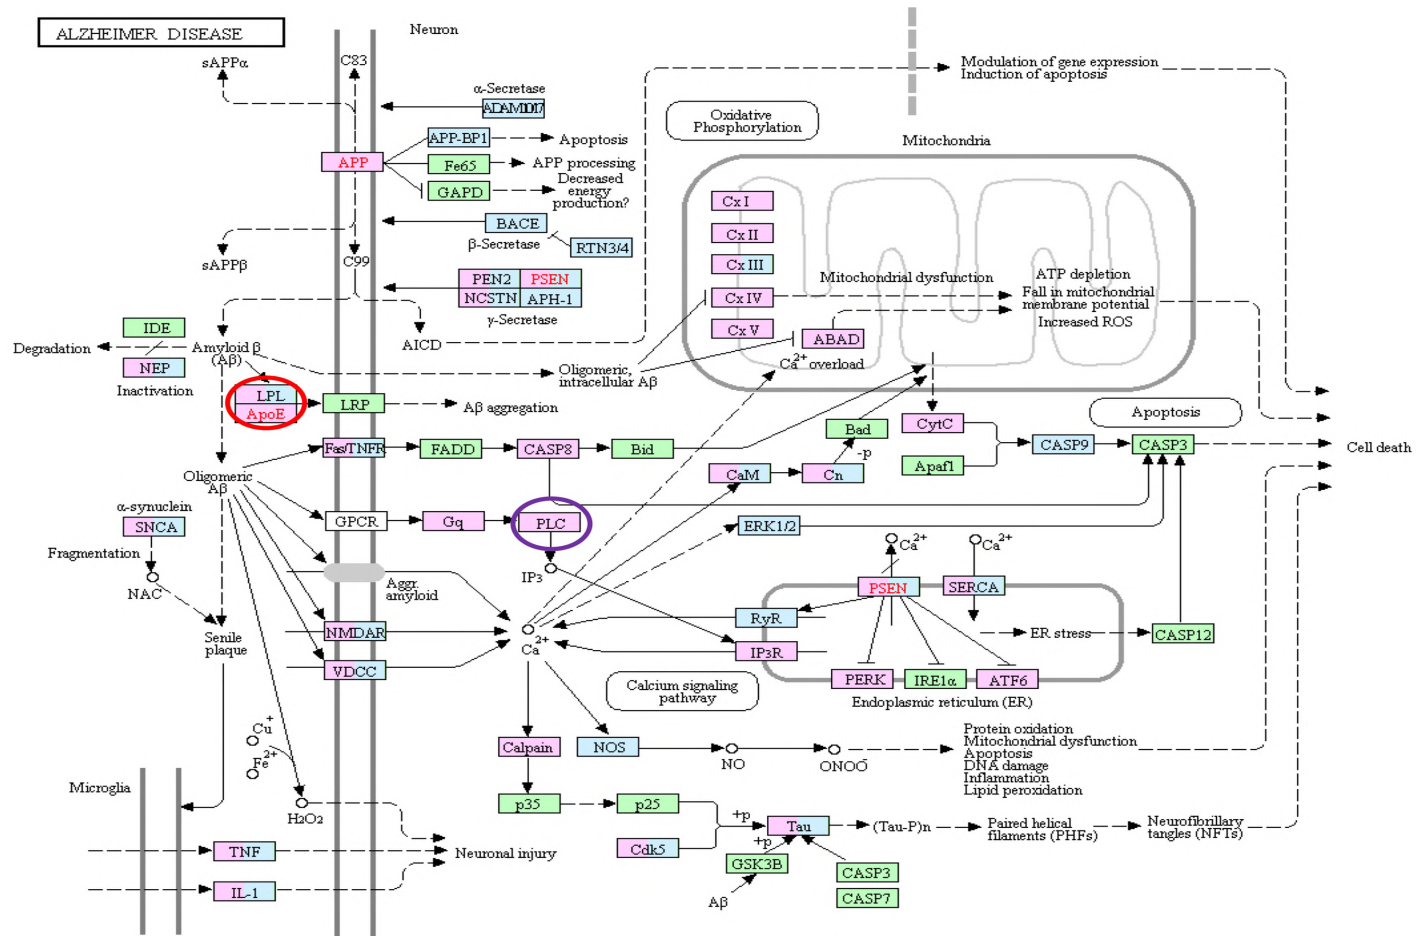 ALZHEIMER DISEASE
Neuron
sAPPα
C83
Modulation of gene expression
Induction of apoptosis
α-Secretase
ADAM10/17
Oxidative
Phosphorylation
APP-BP1
Apoptosis
Mitochondria
APP
Fe65
APP processing
GAPD
Decreased
energy
production?
Cx I
BACE
β-Secretase
RTN3/4
Cx II
sAPPβ
C99
Cx III
PEN2
PSEN
NCSTN
APH-1
γ-Secretase
Mitochondrial dysfunction
ATP depletion
Fall in mitochondrial
membrane potential
Increased ROS
Cx IV
Cx V
ABAD
IDE
Degradation
Amyloid β
(Aβ)
AICD
NEP
Inactivation
Oligomeric,
intracellular Aβ
Ca2+ overload
LPL
ApoE
LRP
Aβ aggregation
Bad
CytC
Apoptosis
-p
Fas/TNFR
FADD
CASP8
Bid
CASP9
CASP3
Cell death
Apaf1
Oligomeric
Aβ
CaM
Cn
α-synuclein
SNCA
GPCR
Gq
PLC
ERK1/2
Fragmentation
Ca2+
Ca2+
IP3
NAC
Aggr.
amyloid
PSEN
SERCA
Senile
plaque
NMDAR
Ca2+
RyR
ER stress
CASP12
IP3R
VDCC
PERK
IRE1α
ATF6
Calcium signaling
pathway
Endoplasmic reticulum (ER)
Cu+
Fe2+
Calpain
NOS
NO
ONOO-
Protein oxidation
Mitochondrial dysfunction
Apoptosis
DNA damage
Inflammation
Lipid peroxidation
Microglia
H2O2
p35
p25
+p
Tau
(Tau-P)n
Paired helical
filaments (PHFs)
Neurofibrillary
tangles (NFTs)
TNF
Neuronal injury
Cdk5
+p
GSK3B
CASP3
IL-1
Aβ
CASP7